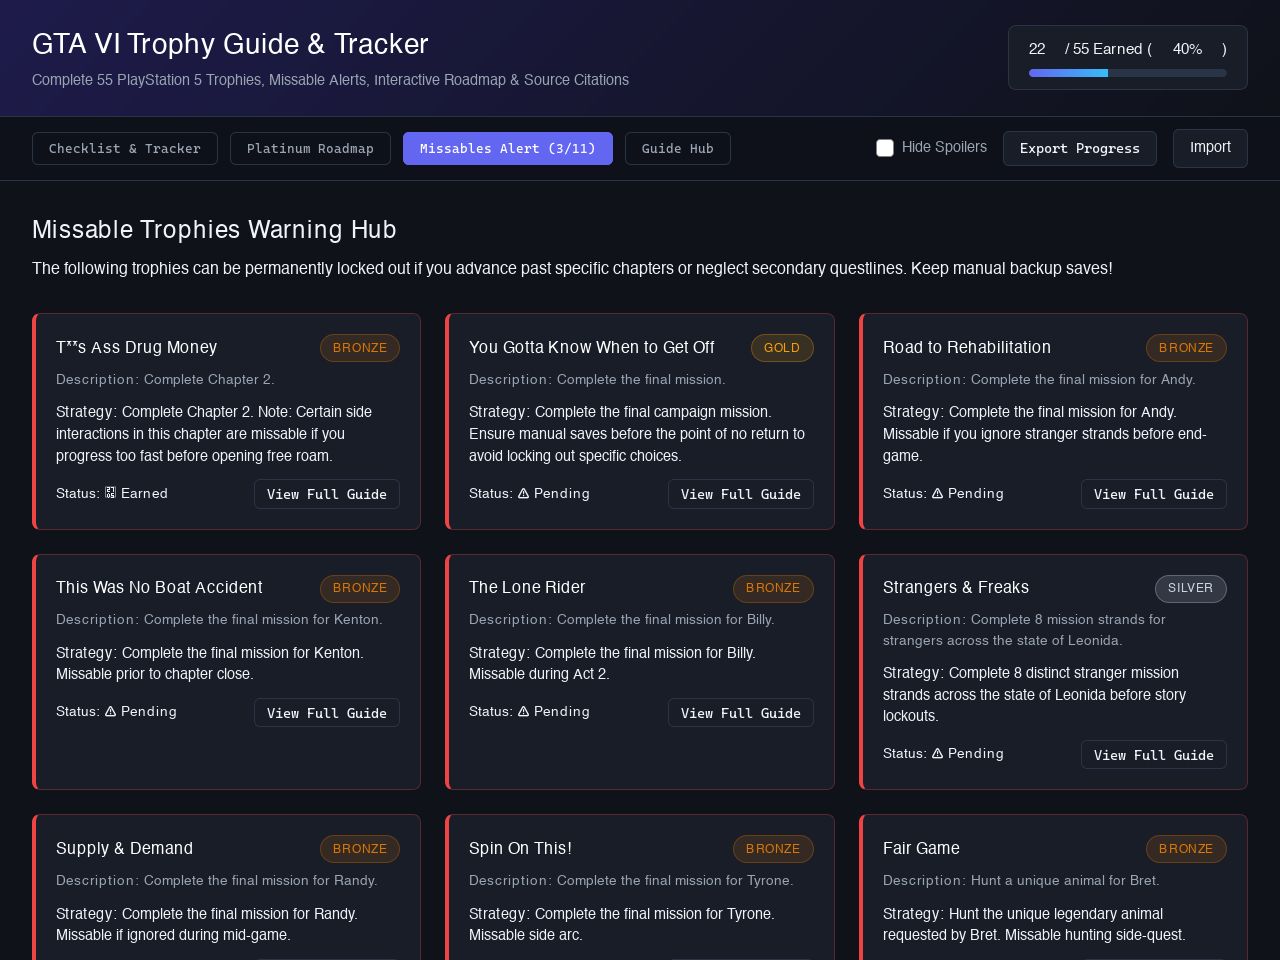 GTA VI Trophy Guide & Tracker
Complete 55 PlayStation 5 Trophies, Missable Alerts, Interactive Roadmap & Source Citations
22 / 55 Earned ( 40% )
Checklist & Tracker
Platinum Roadmap
Missables Alert (3/11)
Guide Hub
Hide Spoilers
Export Progress
Import
Missable Trophies Warning Hub
The following trophies can be permanently locked out if you advance past specific chapters or neglect secondary questlines. Keep manual backup saves!
T**s Ass Drug Money
BRONZE
Description: Complete Chapter 2.
Strategy: Complete Chapter 2. Note: Certain side
interactions in this chapter are missable if you
progress too fast before opening free roam.
Status: Earned
View Full Guide
You Gotta Know When to Get Off
GOLD
Description: Complete the final mission.
Strategy: Complete the final campaign mission.
Ensure manual saves before the point of no return to
avoid locking out specific choices.
Status: ⚠ Pending
View Full Guide
Road to Rehabilitation
BRONZE
Description: Complete the final mission for Andy.
Strategy: Complete the final mission for Andy.
Missable if you ignore stranger strands before end-
game.
Status: ⚠ Pending
View Full Guide
This Was No Boat Accident
BRONZE
Description: Complete the final mission for Kenton.
Strategy: Complete the final mission for Kenton.
Missable prior to chapter close.
Status: ⚠ Pending
View Full Guide
The Lone Rider
BRONZE
Description: Complete the final mission for Billy.
Strategy: Complete the final mission for Billy.
Missable during Act 2.
Status: ⚠ Pending
View Full Guide
Strangers & Freaks
SILVER
Description: Complete 8 mission strands for
strangers across the state of Leonida.
Strategy: Complete 8 distinct stranger mission
strands across the state of Leonida before story
lockouts.
Status: ⚠ Pending
View Full Guide
Supply & Demand
BRONZE
Description: Complete the final mission for Randy.
Strategy: Complete the final mission for Randy.
Missable if ignored during mid-game.
Spin On This!
BRONZE
Description: Complete the final mission for Tyrone.
Strategy: Complete the final mission for Tyrone.
Missable side arc.
Fair Game
BRONZE
Description: Hunt a unique animal for Bret.
Strategy: Hunt the unique legendary animal
requested by Bret. Missable hunting side-quest.